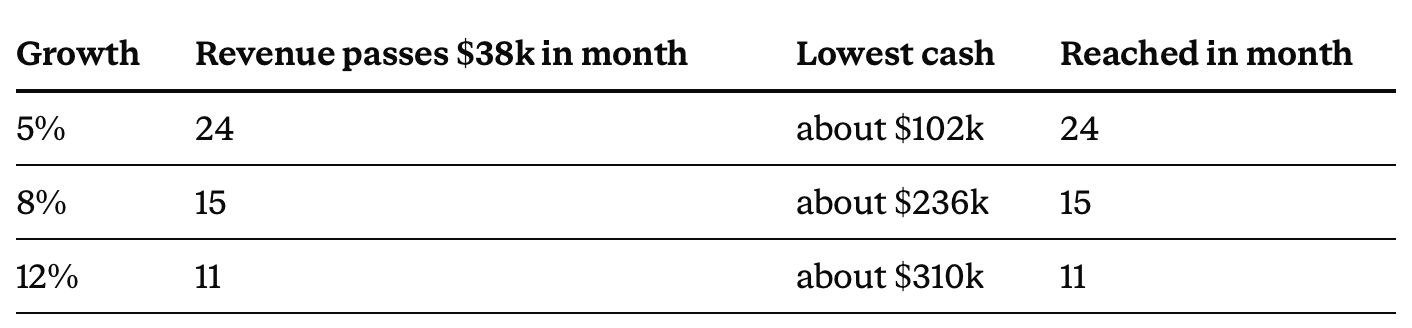 Growth Revenue passes $38k in month Lowest cash Reached in month
5% 24 about $102k 24
8% 15 about $236k 15
12% 11 about $310k 11